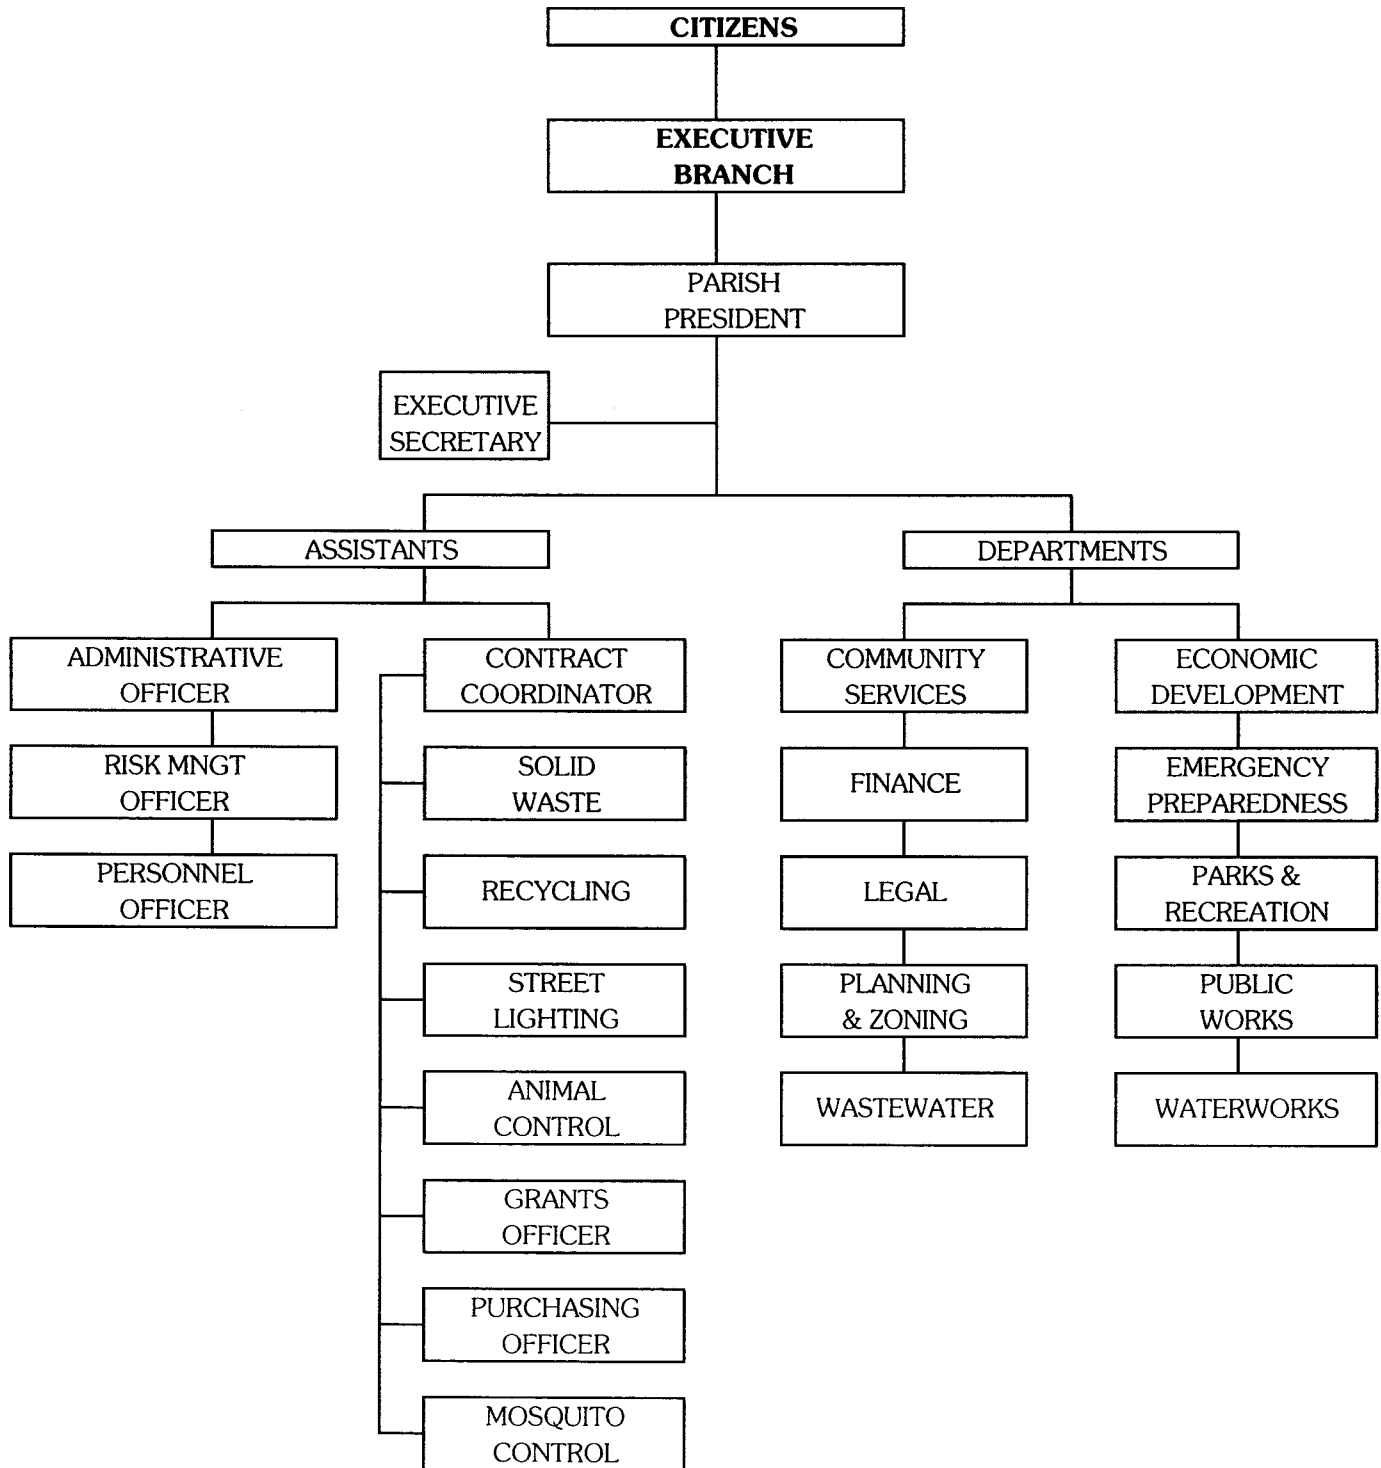 CITIZENS
EXECUTIVE
BRANCH
PARISH
PRESIDENT
EXECUTIVE
SECRETARY
ASSISTANTS
DEPARTMENTS
ADMINISTRATIVE
OFFICER
RISK MNGT
OFFICER
PERSONNEL
OFFICER
CONTRACT
COORDINATOR
SOLID
WASTE
RECYCLING
STREET
LIGHTING
ANIMAL
CONTROL
GRANTS
OFFICER
PURCHASING
OFFICER
MOSQUITO
CONTROL
COMMUNITY
SERVICES
FINANCE
LEGAL
PLANNING
& ZONING
WASTEWATER
ECONOMIC
DEVELOPMENT
EMERGENCY
PREPAREDNESS
PARKS &
RECREATION
PUBLIC
WORKS
WATERWORKS